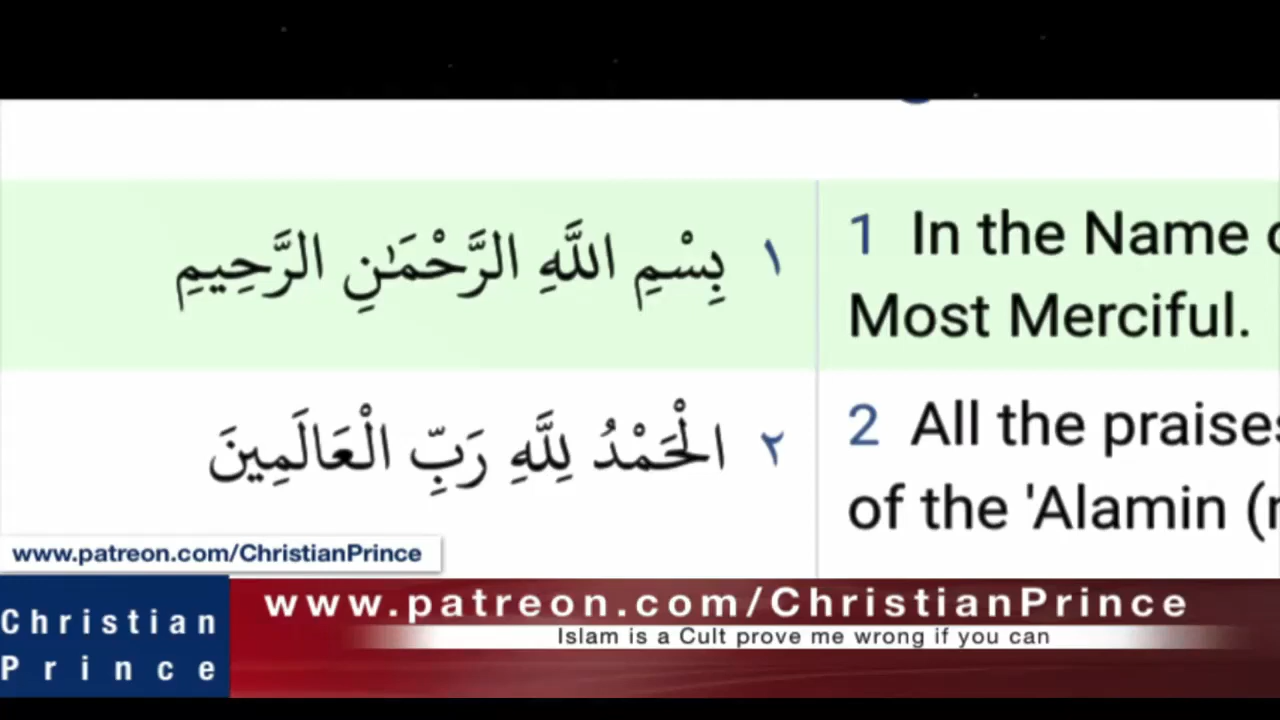 ١ بِسْمِ اللَّهِ الرَّحْمَٰنِ الرَّحِيمِ
1 In the Name
Most Merciful.
٢ الْحَمْدُ لِلَّهِ رَبِّ الْعَالَمِينَ
2 All the praises
of the 'Alamin
www.patreon.com/ChristianPrince
Christian
Prince
www.patreon.com/ChristianPrince
Islam is a Cult prove me wrong if you can